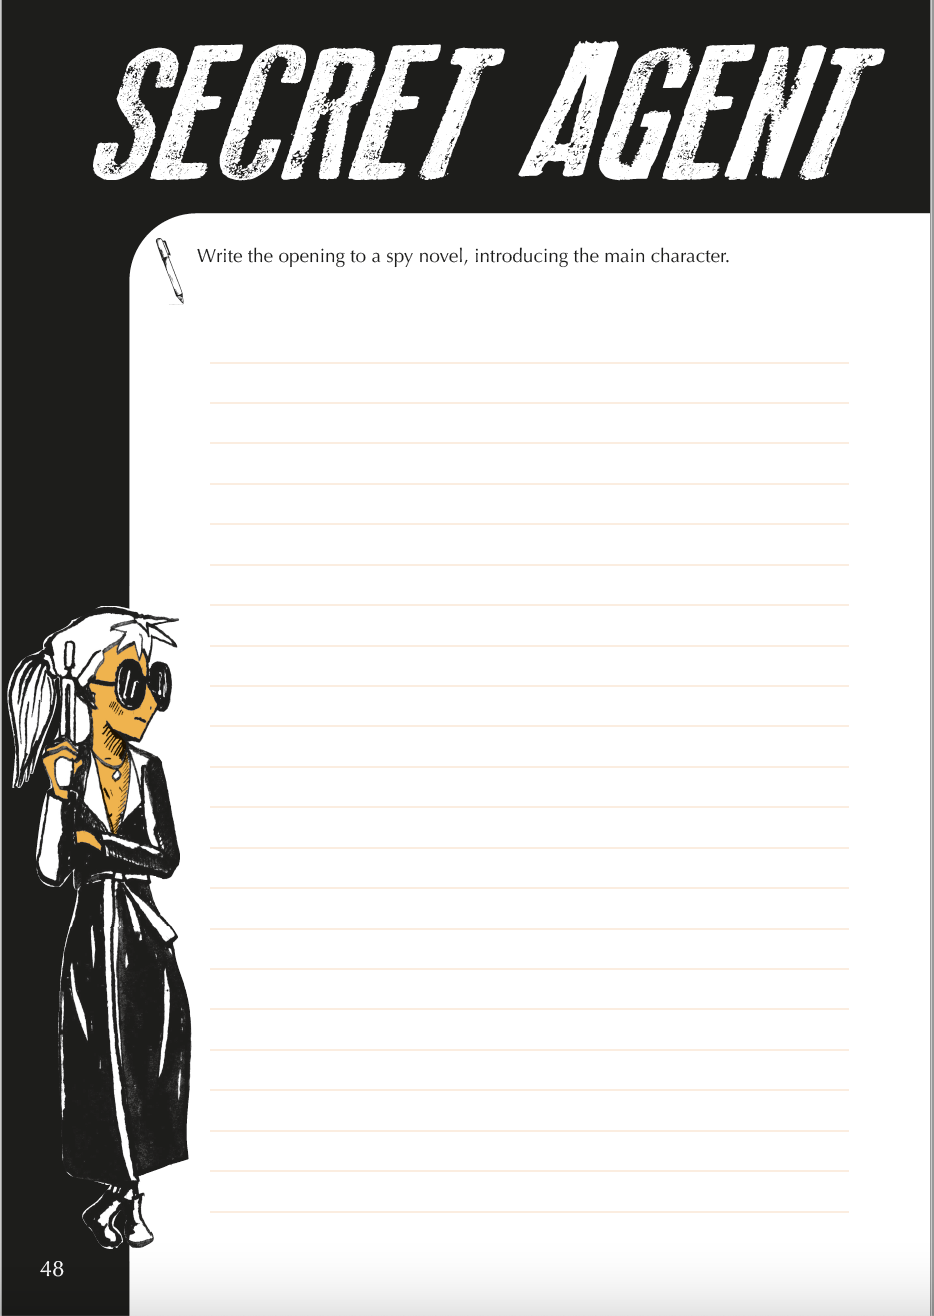 SECRET AGENT
Write the opening to a spy novel, introducing the main character.
48